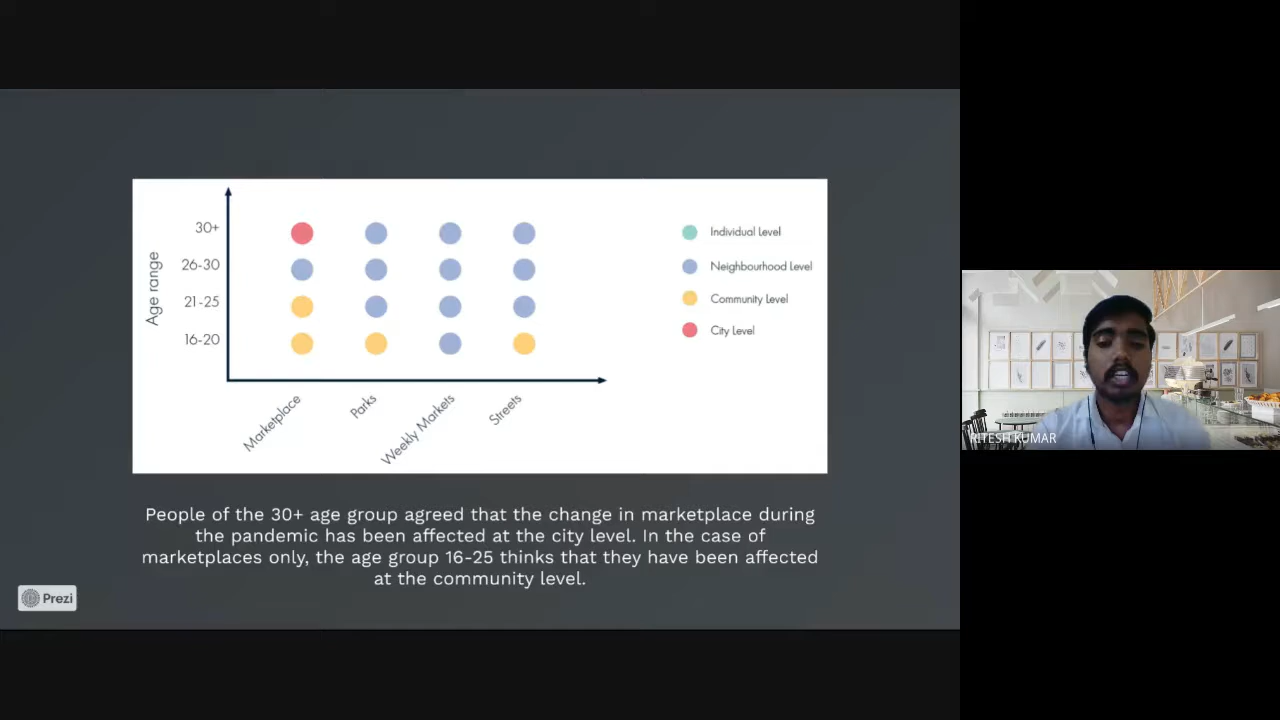 30+
26-30
21-25
16-20
Age range
Marketplace
Parks
Weekly Markets
Streets
Individual Level
Neighbourhood Level
Community Level
City Level
People of the 30+ age group agreed that the change in marketplace during
the pandemic has been affected at the city level. In the case of
marketplaces only, the age group 16-25 thinks that they have been affected
at the community level.
Prezi
RITESH KUMAR